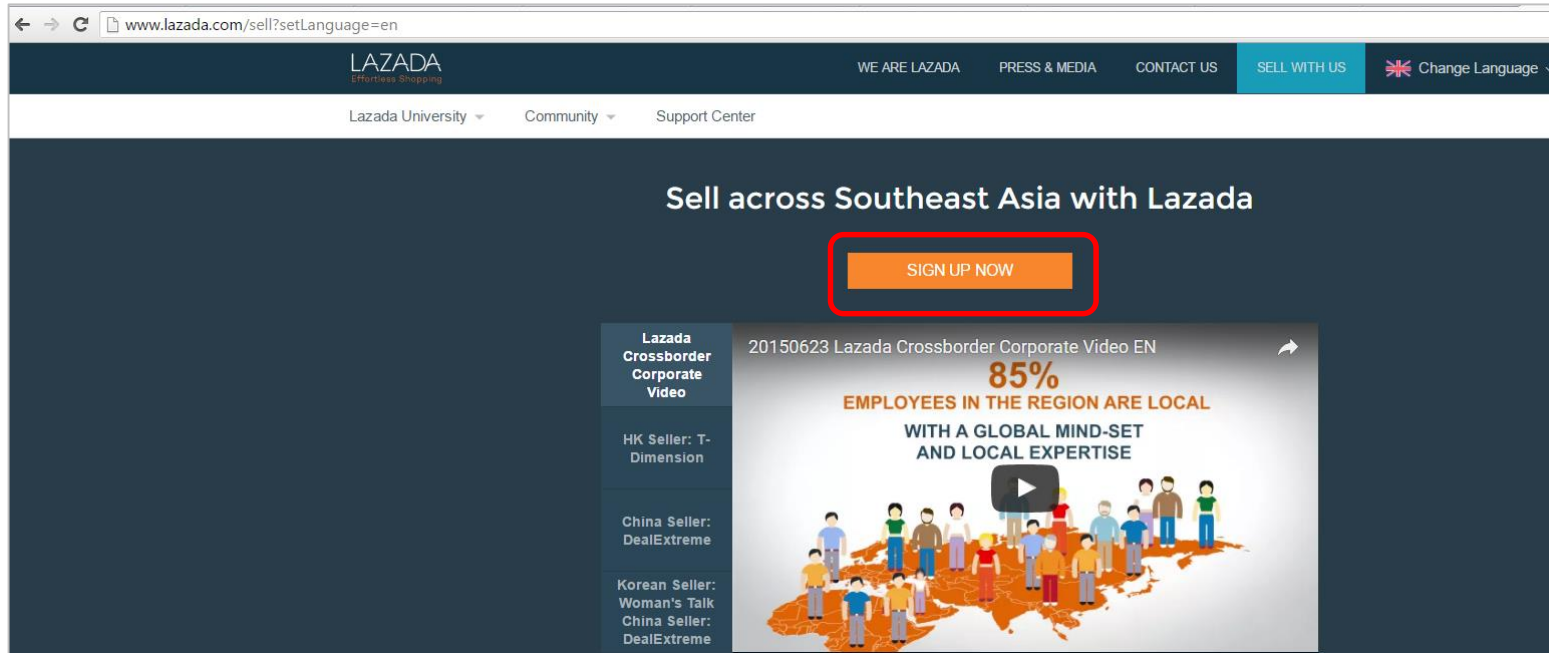 www.lazada.com/sell?setLanguage=en
LAZADA
Effortless Shopping
WE ARE LAZADA
PRESS & MEDIA
CONTACT US
SELL WITH US
Change Language
Lazada University
Community
Support Center
Sell across Southeast Asia with Lazada
SIGN UP NOW
Lazada
Crossborder
Corporate
Video
HK Seller: T-
Dimension
China Seller:
DealExtreme
Korean Seller:
Woman's Talk
China Seller:
DealExtreme
20150623 Lazada Crossborder Corporate Video EN
85%
EMPLOYEES IN THE REGION ARE LOCAL
WITH A GLOBAL MIND-SET
AND LOCAL EXPERTISE